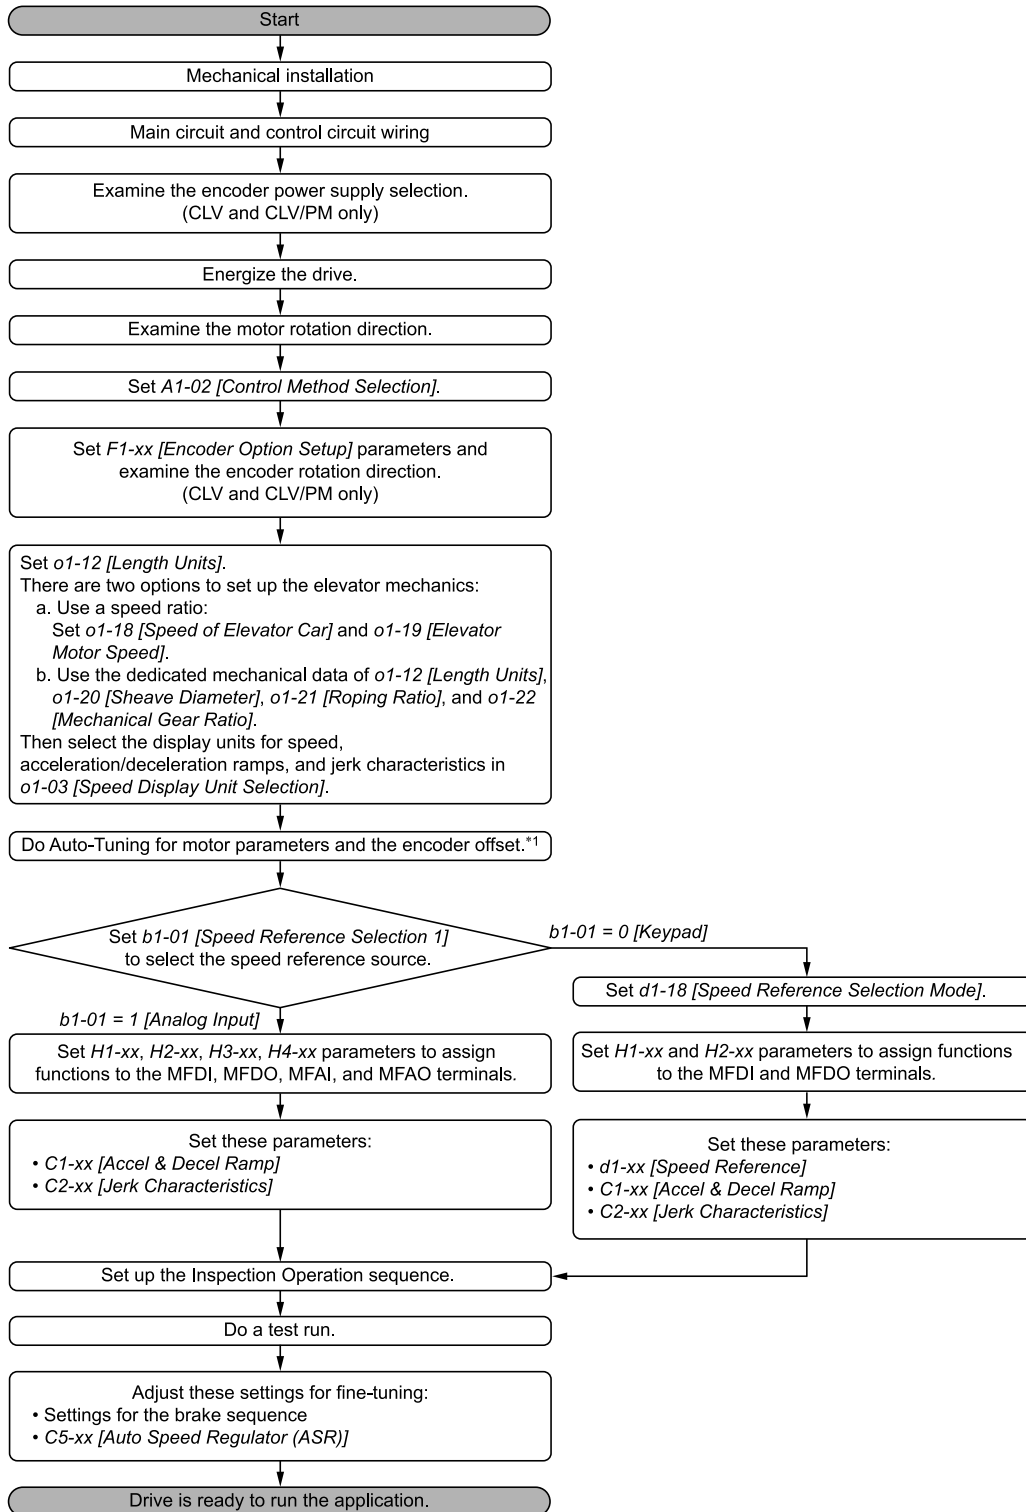 Start
Mechanical installation
Main circuit and control circuit wiring
Examine the encoder power supply selection.
(CLV and CLV/PM only)
Energize the drive.
Examine the motor rotation direction.
Set A1-02 [Control Method Selection].
Set F1-xx [Encoder Option Setup] parameters and
examine the encoder rotation direction.
(CLV and CLV/PM only)
Set o1-12 [Length Units].
There are two options to set up the elevator mechanics:
a. Use a speed ratio:
Set o1-18 [Speed of Elevator Car] and o1-19 [Elevator
Motor Speed].
b. Use the dedicated mechanical data of o1-12 [Length Units],
o1-20 [Sheave Diameter], o1-21 [Roping Ratio], and o1-22
[Mechanical Gear Ratio].
Then select the display units for speed,
acceleration/deceleration ramps, and jerk characteristics in
o1-03 [Speed Display Unit Selection].
Do Auto-Tuning for motor parameters and the encoder offset.*1
Set b1-01 [Speed Reference Selection 1]
to select the speed reference source.
b1-01 = 0 [Keypad]
b1-01 = 1 [Analog Input]
Set H1-xx, H2-xx, H3-xx, H4-xx parameters to assign
functions to the MFDI, MFDO, MFAI, and MFAO terminals.
Set these parameters:
• C1-xx [Accel & Decel Ramp]
• C2-xx [Jerk Characteristics]
Set d1-18 [Speed Reference Selection Mode].
Set H1-xx and H2-xx parameters to assign functions
to the MFDI and MFDO terminals.
Set these parameters:
• d1-xx [Speed Reference]
• C1-xx [Accel & Decel Ramp]
• C2-xx [Jerk Characteristics]
Set up the Inspection Operation sequence.
Do a test run.
Adjust these settings for fine-tuning:
• Settings for the brake sequence
• C5-xx [Auto Speed Regulator (ASR)]
Drive is ready to run the application.